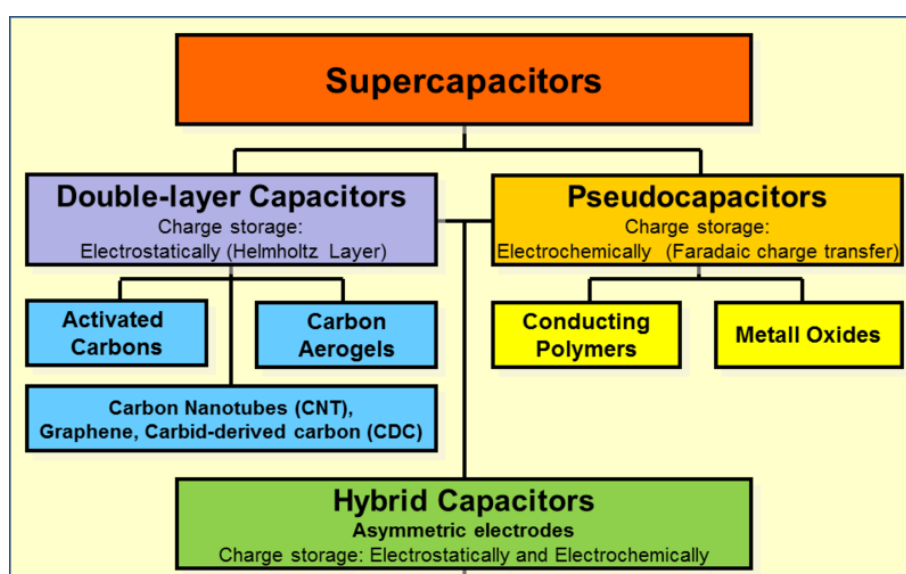 Supercapacitors
Double-layer Capacitors
Charge storage:
Electrostatically (Helmholtz Layer)
Pseudocapacitors
Charge storage:
Electrochemically (Faradaic charge transfer)
Activated
Carbons
Carbon
Aerogels
Conducting
Polymers
Metall Oxides
Carbon Nanotubes (CNT),
Graphene, Carbid-derived carbon (CDC)
Hybrid Capacitors
Asymmetric electrodes
Charge storage: Electrostatically and Electrochemically